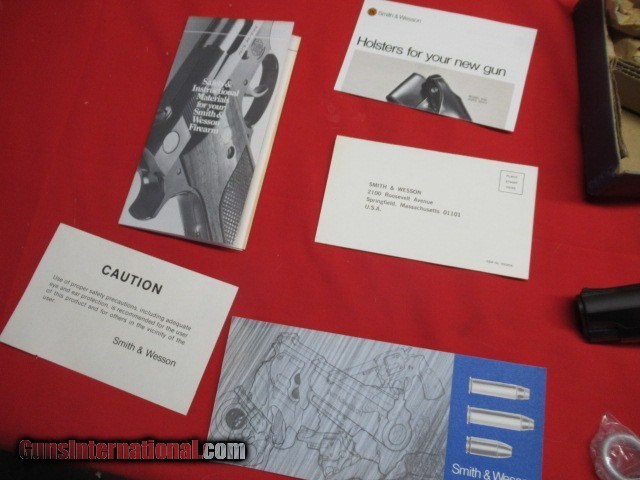 Safety &
Instructional
Materials
for your
Smith &
Wesson
Firearm
Smith & Wesson
Holsters for your new gun
SMITH & WESSON
2100 Roosevelt Avenue
Springfield, Massachusetts 01101
U.S.A.
CAUTION
Use of proper safety precautions, including adequate
eye and ear protection, is recommended for the user
of this product and for others in the vicinity of the
user.
Smith & Wesson
Smith & Wesson
GunsInternational.com